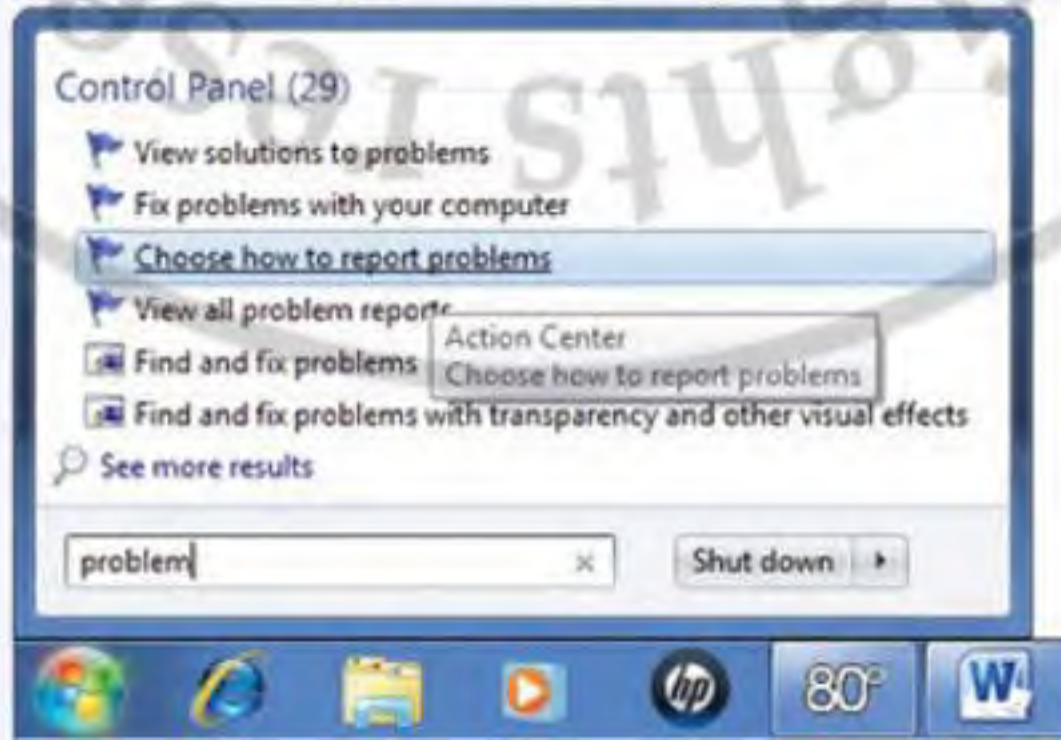 Control Panel (29)
View solutions to problems
Fix problems with your computer
Choose how to report problems
View all problem reports
Action Center
Choose how to report problems
Find and fix problems
Find and fix problems with transparency and other visual effects
See more results
problem
Shut down
hp
80°
W